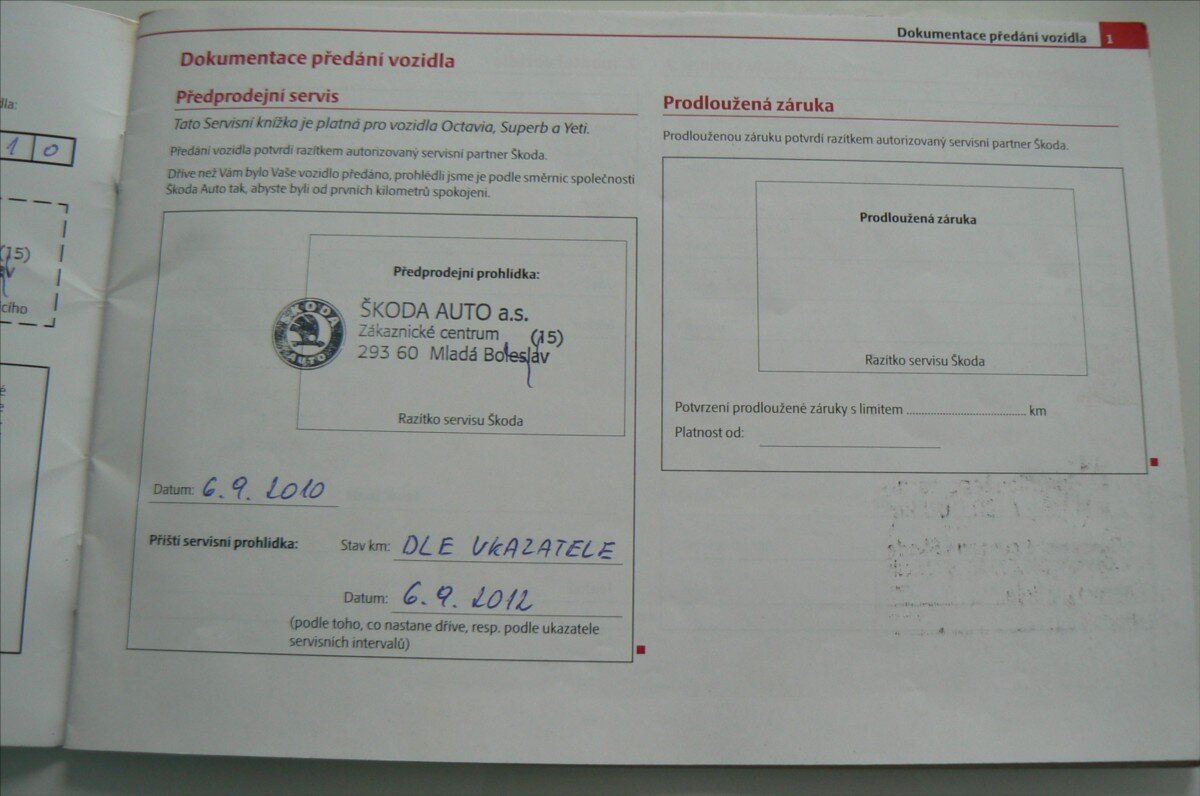 dla:
1 0
(15)
cího
Dokumentace předání vozidla 1
Dokumentace předání vozidla
Předprodejní servis
Tato Servisní knížka je platná pro vozidla Octavia, Superb a Yeti.
Předání vozidla potvrdí razítkem autorizovaný servisní partner Škoda.
Dříve než Vám bylo Vaše vozidlo předáno, prohlédli jsme je podle směrnic společnosti
Škoda Auto tak, abyste byli od prvních kilometrů spokojeni.
Předprodejní prohlídka:
ŠKODA
AUTO
ŠKODA AUTO a.s.
Zákaznické centrum (15)
293 60 Mladá Boleslav
Razítko servisu Škoda
Datum: 6.9.2010
Příští servisní prohlídka: Stav km: DLE UKAZATELE
Datum: 6.9.2012
(podle toho, co nastane dříve, resp. podle ukazatele
servisních intervalů)
Prodloužená záruka
Prodlouženou záruku potvrdí razítkem autorizovaný servisní partner Škoda.
Prodloužená záruka
Razítko servisu Škoda
Potvrzení prodloužené záruky s limitem ................................ km
Platnost od: